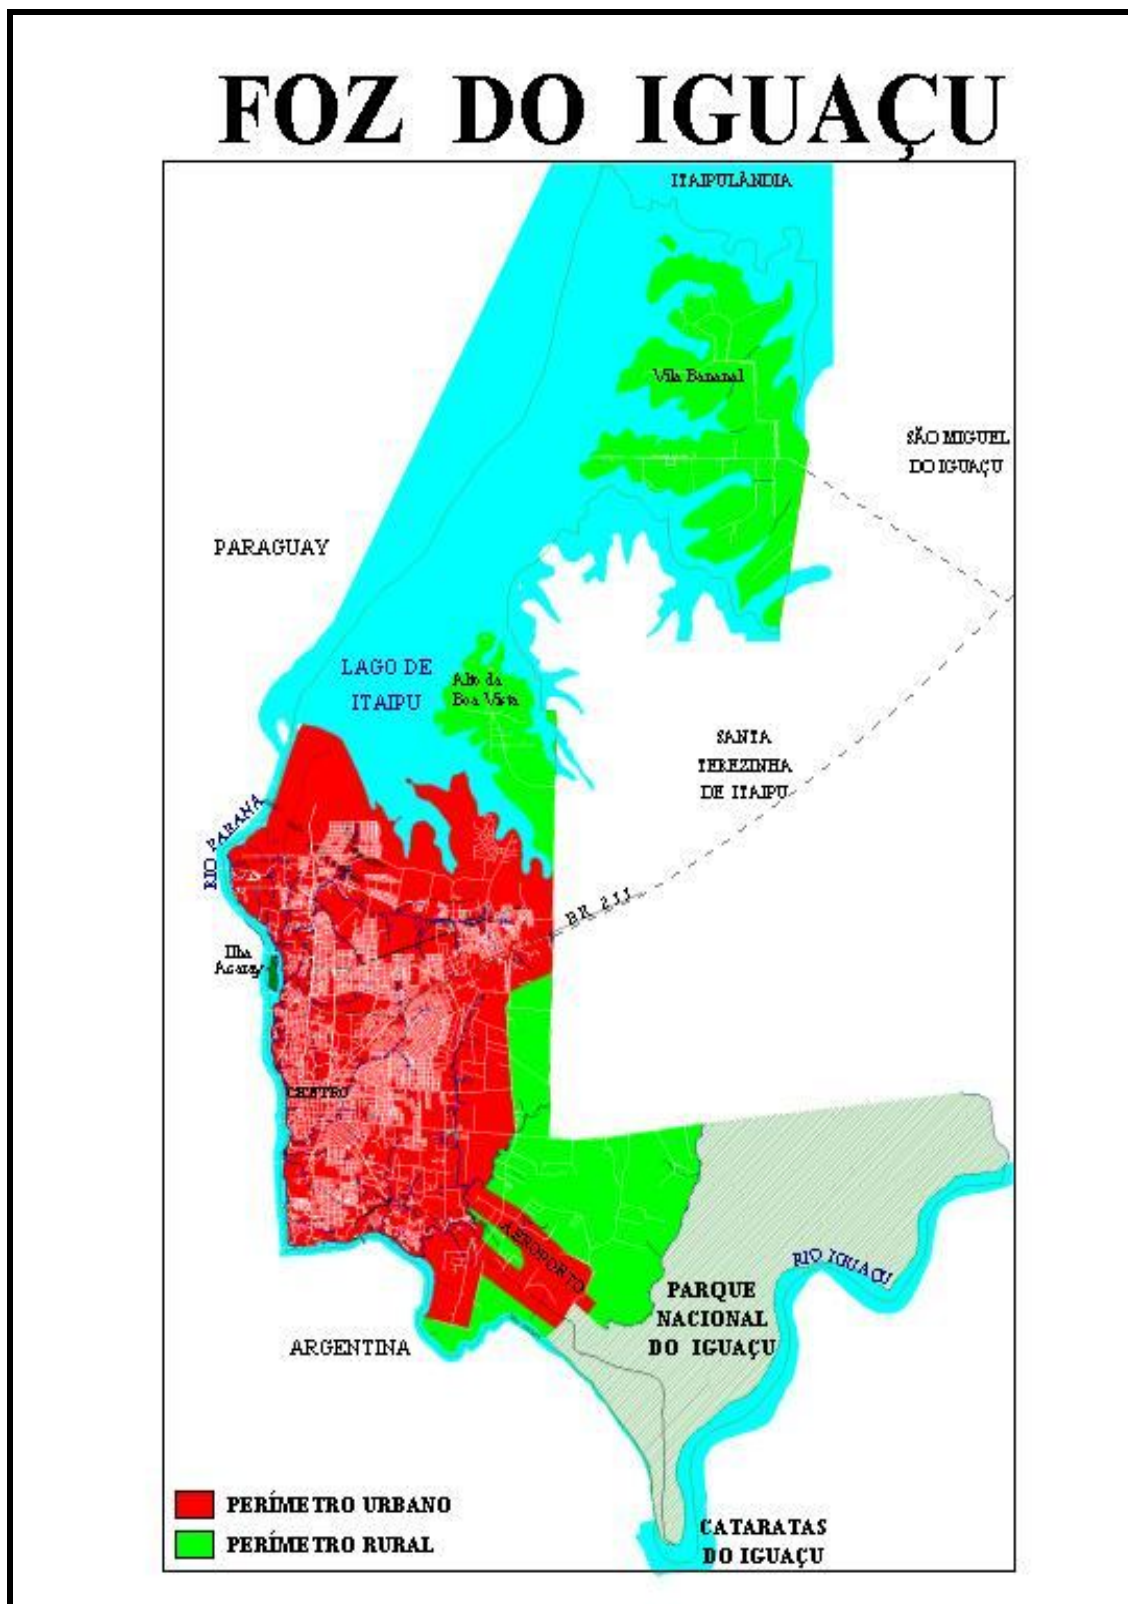 FOZ DO IGUAÇU
ITAIPULÂNDIA
Vila Bananal
SÃO MIGUEL
DO IGUAÇU
PARAGUAY
LAGO DE
ITAIPU
Alto da
Boa Vista
SANTA
TEREZINHA
DE ITAIPU
RIO PARANÁ
BR 277
Ilha
Acaray
CENTRO
AEROPORTO
RIO IGUAÇU
PARQUE
NACIONAL
DO IGUAÇU
ARGENTINA
PERÍMETRO URBANO
PERÍMETRO RURAL
CATARATAS
DO IGUAÇU